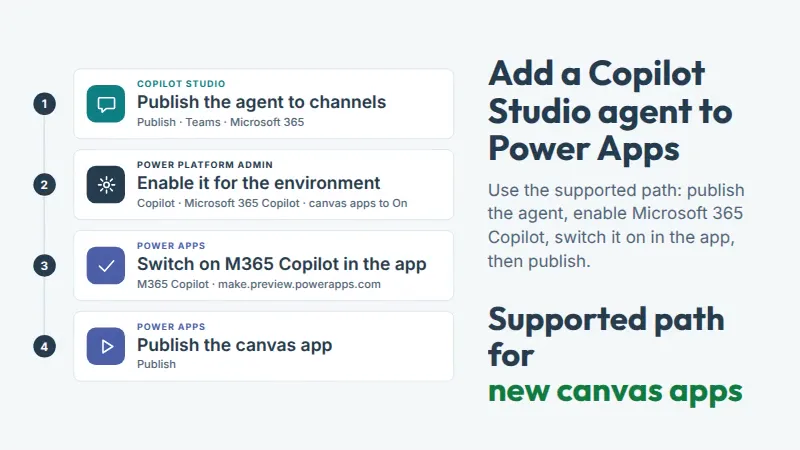 1
COPILOT STUDIO
Publish the agent to channels
Publish · Teams · Microsoft 365
2
POWER PLATFORM ADMIN
Enable it for the environment
Copilot · Microsoft 365 Copilot · canvas apps to On
3
POWER APPS
Switch on M365 Copilot in the app
M365 Copilot · make.preview.powerapps.com
4
POWER APPS
Publish the canvas app
Publish
Add a Copilot
Studio agent to
Power Apps
Use the supported path: publish
the agent, enable Microsoft 365
Copilot, switch it on in the app,
then publish.
Supported path
for
new canvas apps